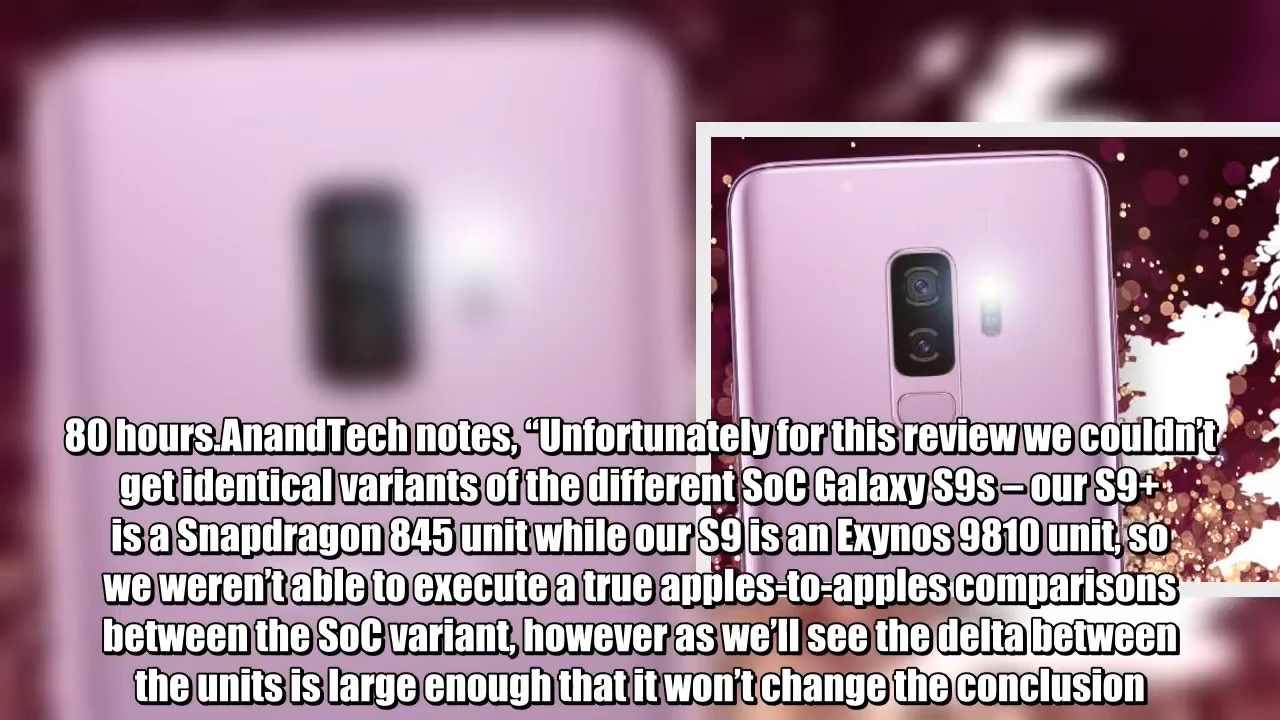 80 hours.AnandTech notes, “Unfortunately for this review we couldn’t
get identical variants of the different SoC Galaxy S9s – our S9+
is a Snapdragon 845 unit while our S9 is an Exynos 9810 unit, so
we weren’t able to execute a true apples-to-apples comparisons
between the SoC variant, however as we’ll see the delta between
the units is large enough that it won’t change the conclusion